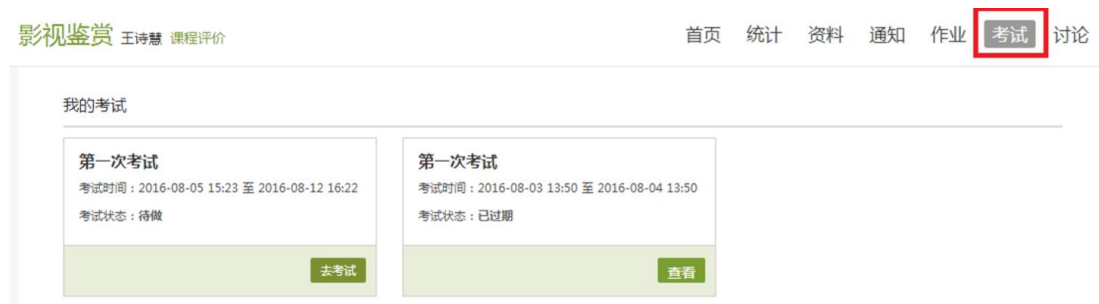 影视鉴赏 王诗慧 课程评价 首页 统计 资料 通知 作业 考试 讨论
我的考试
第一次考试
考试时间：2016-08-05 15:23 至 2016-08-12 16:22
考试状态：待做
去考试
第一次考试
考试时间：2016-08-03 13:50 至 2016-08-04 13:50
考试状态：已过期
查看